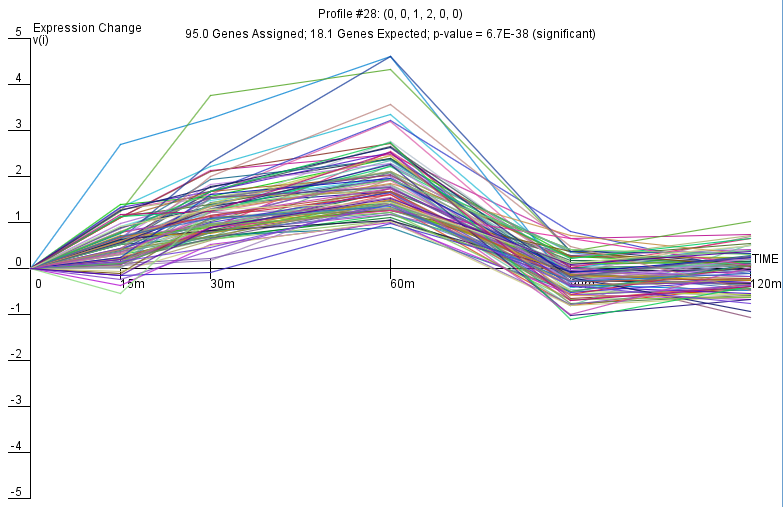 Profile #28: (0, 0, 1, 2, 0, 0)
Expression Change
v(i)
95.0 Genes Assigned; 18.1 Genes Expected; p-value = 6.7E-38 (significant)
5
4
3
2
1
0
TIME
0 15m 30m 60m 120m
-1
-2
-3
-4
-5